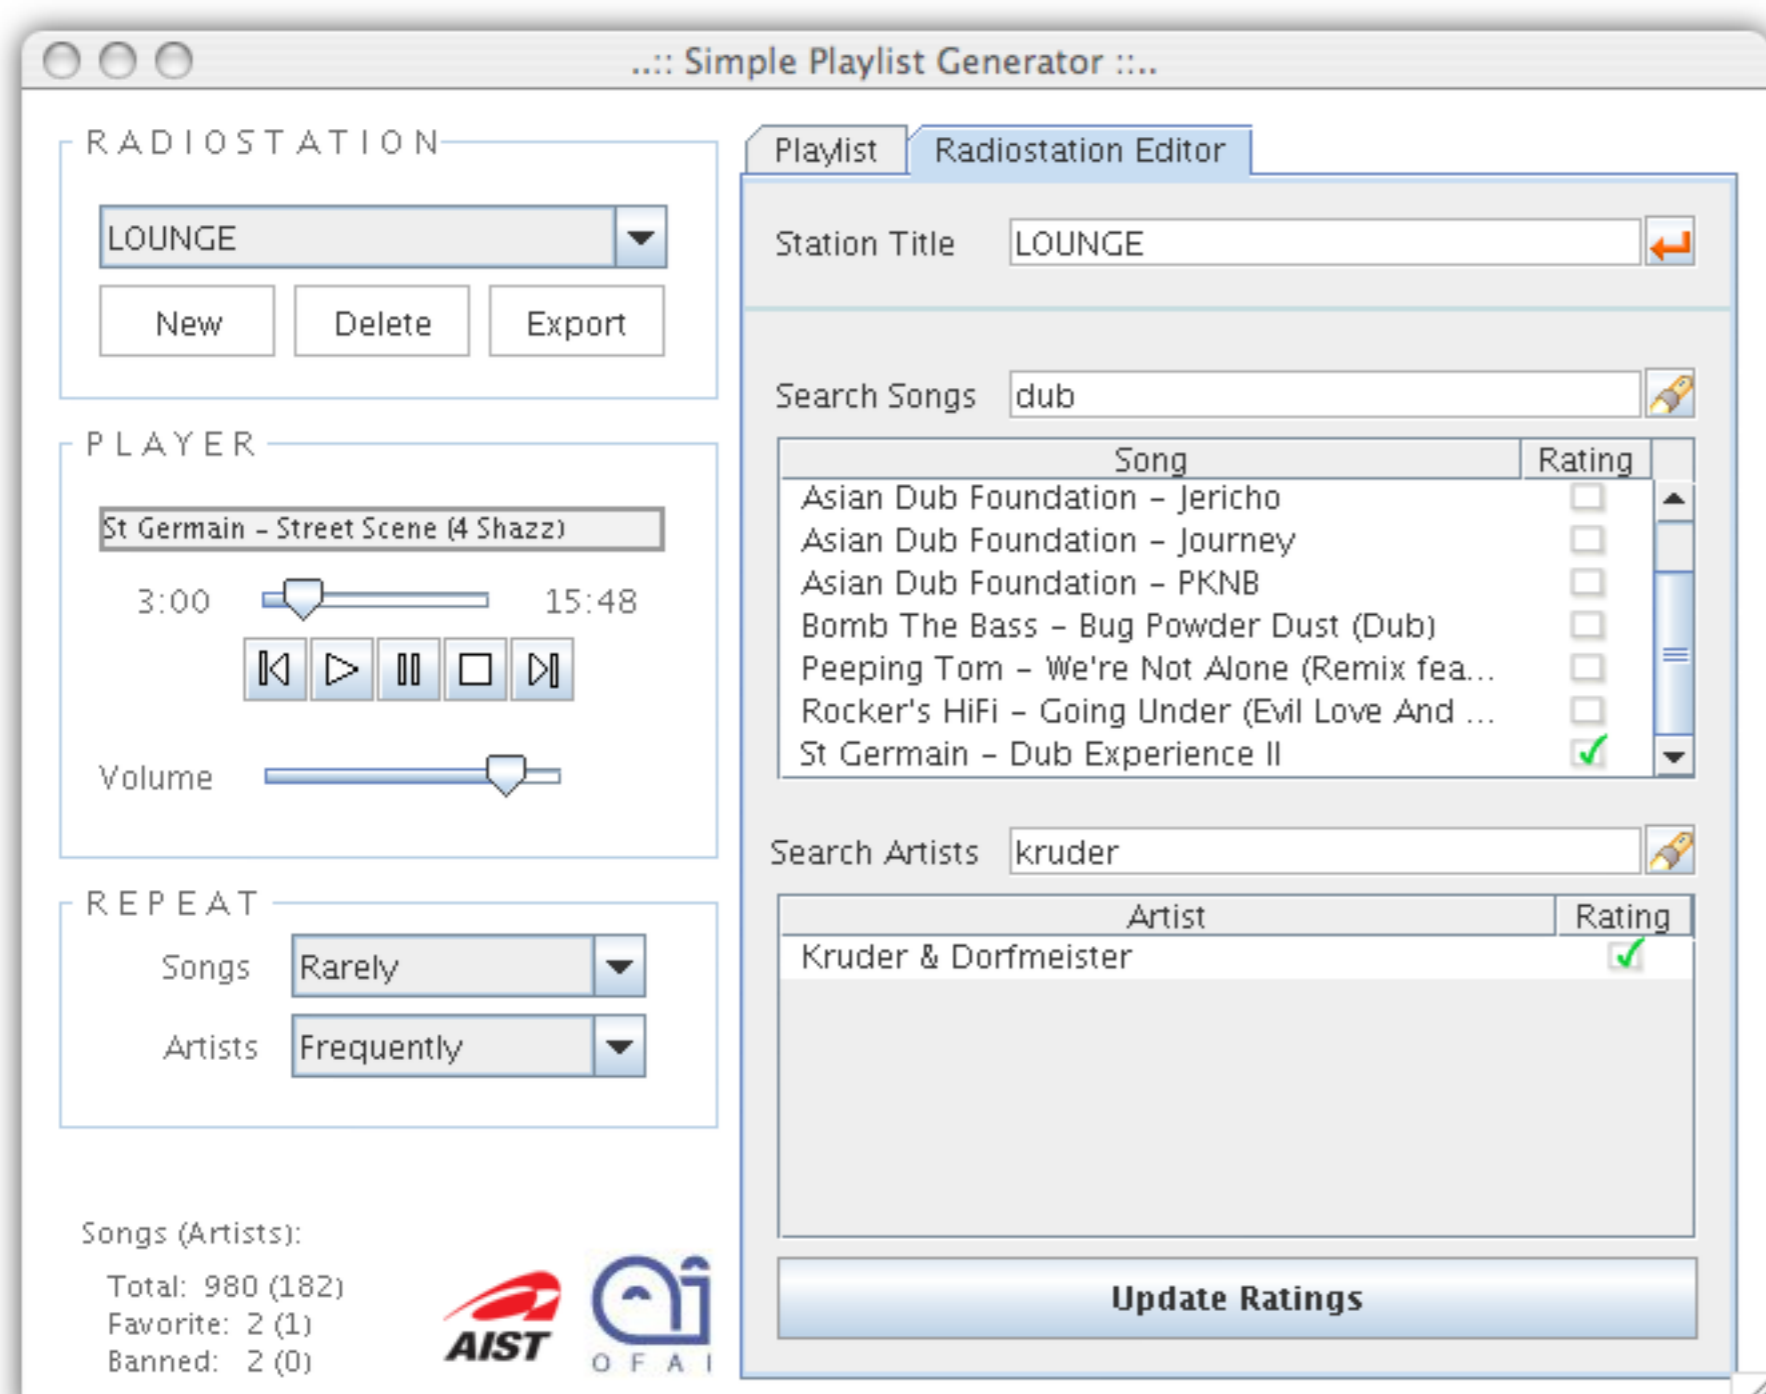 ..:: Simple Playlist Generator ::..
RADIOSTATION
LOUNGE
New Delete Export
PLAYER
St Germain – Street Scene (4 Shazz)
3:00 15:48
Volume
REPEAT
Songs Rarely
Artists Frequently
Songs (Artists):
Total: 980 (182)
Favorite: 2 (1)
Banned: 2 (0)
AIST
OFAI
Playlist Radiostation Editor
Station Title LOUNGE
Search Songs dub
Song Rating
Asian Dub Foundation – Jericho
Asian Dub Foundation – Journey
Asian Dub Foundation – PKNB
Bomb The Bass – Bug Powder Dust (Dub)
Peeping Tom – We're Not Alone (Remix fea...
Rocker's HiFi – Going Under (Evil Love And ...
St Germain – Dub Experience II
Search Artists kruder
Artist Rating
Kruder & Dorfmeister
Update Ratings